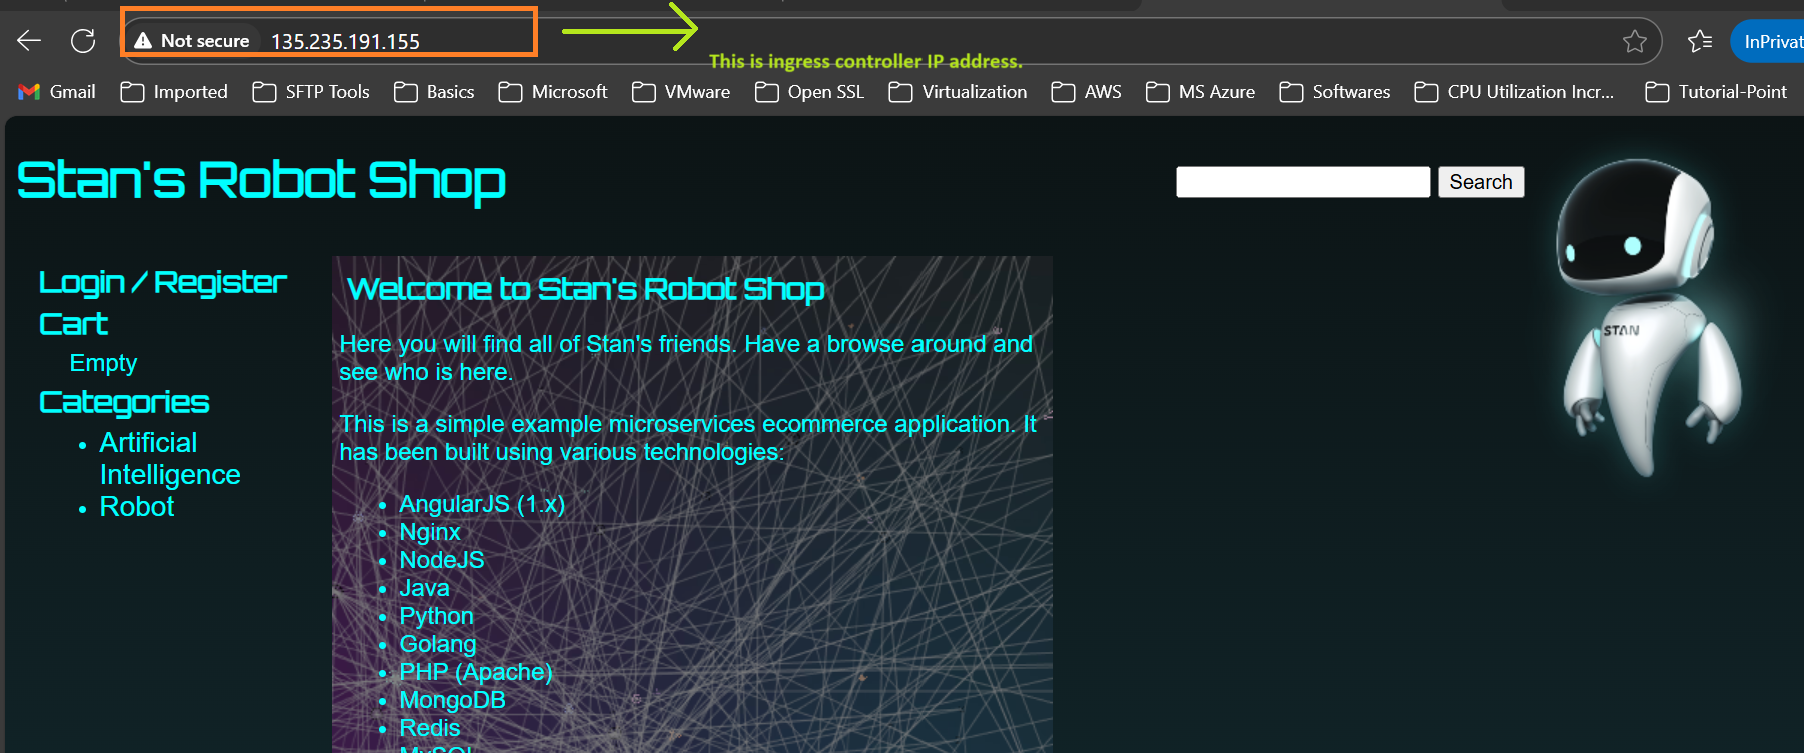 Not secure 135.235.191.155
This is ingress controller IP address.
InPrivat
Gmail Imported SFTP Tools Basics Microsoft VMware Open SSL Virtualization AWS MS Azure Softwares CPU Utilization Incr... Tutorial-Point
Stan's Robot Shop
Search
STAN
Login / Register
Cart
Empty
Categories
Artificial
Intelligence
Robot
Welcome to Stan's Robot Shop
Here you will find all of Stan's friends. Have a browse around and
see who is here.
This is a simple example microservices ecommerce application. It
has been built using various technologies:
AngularJS (1.x)
Nginx
NodeJS
Java
Python
Golang
PHP (Apache)
MongoDB
Redis
MySQL